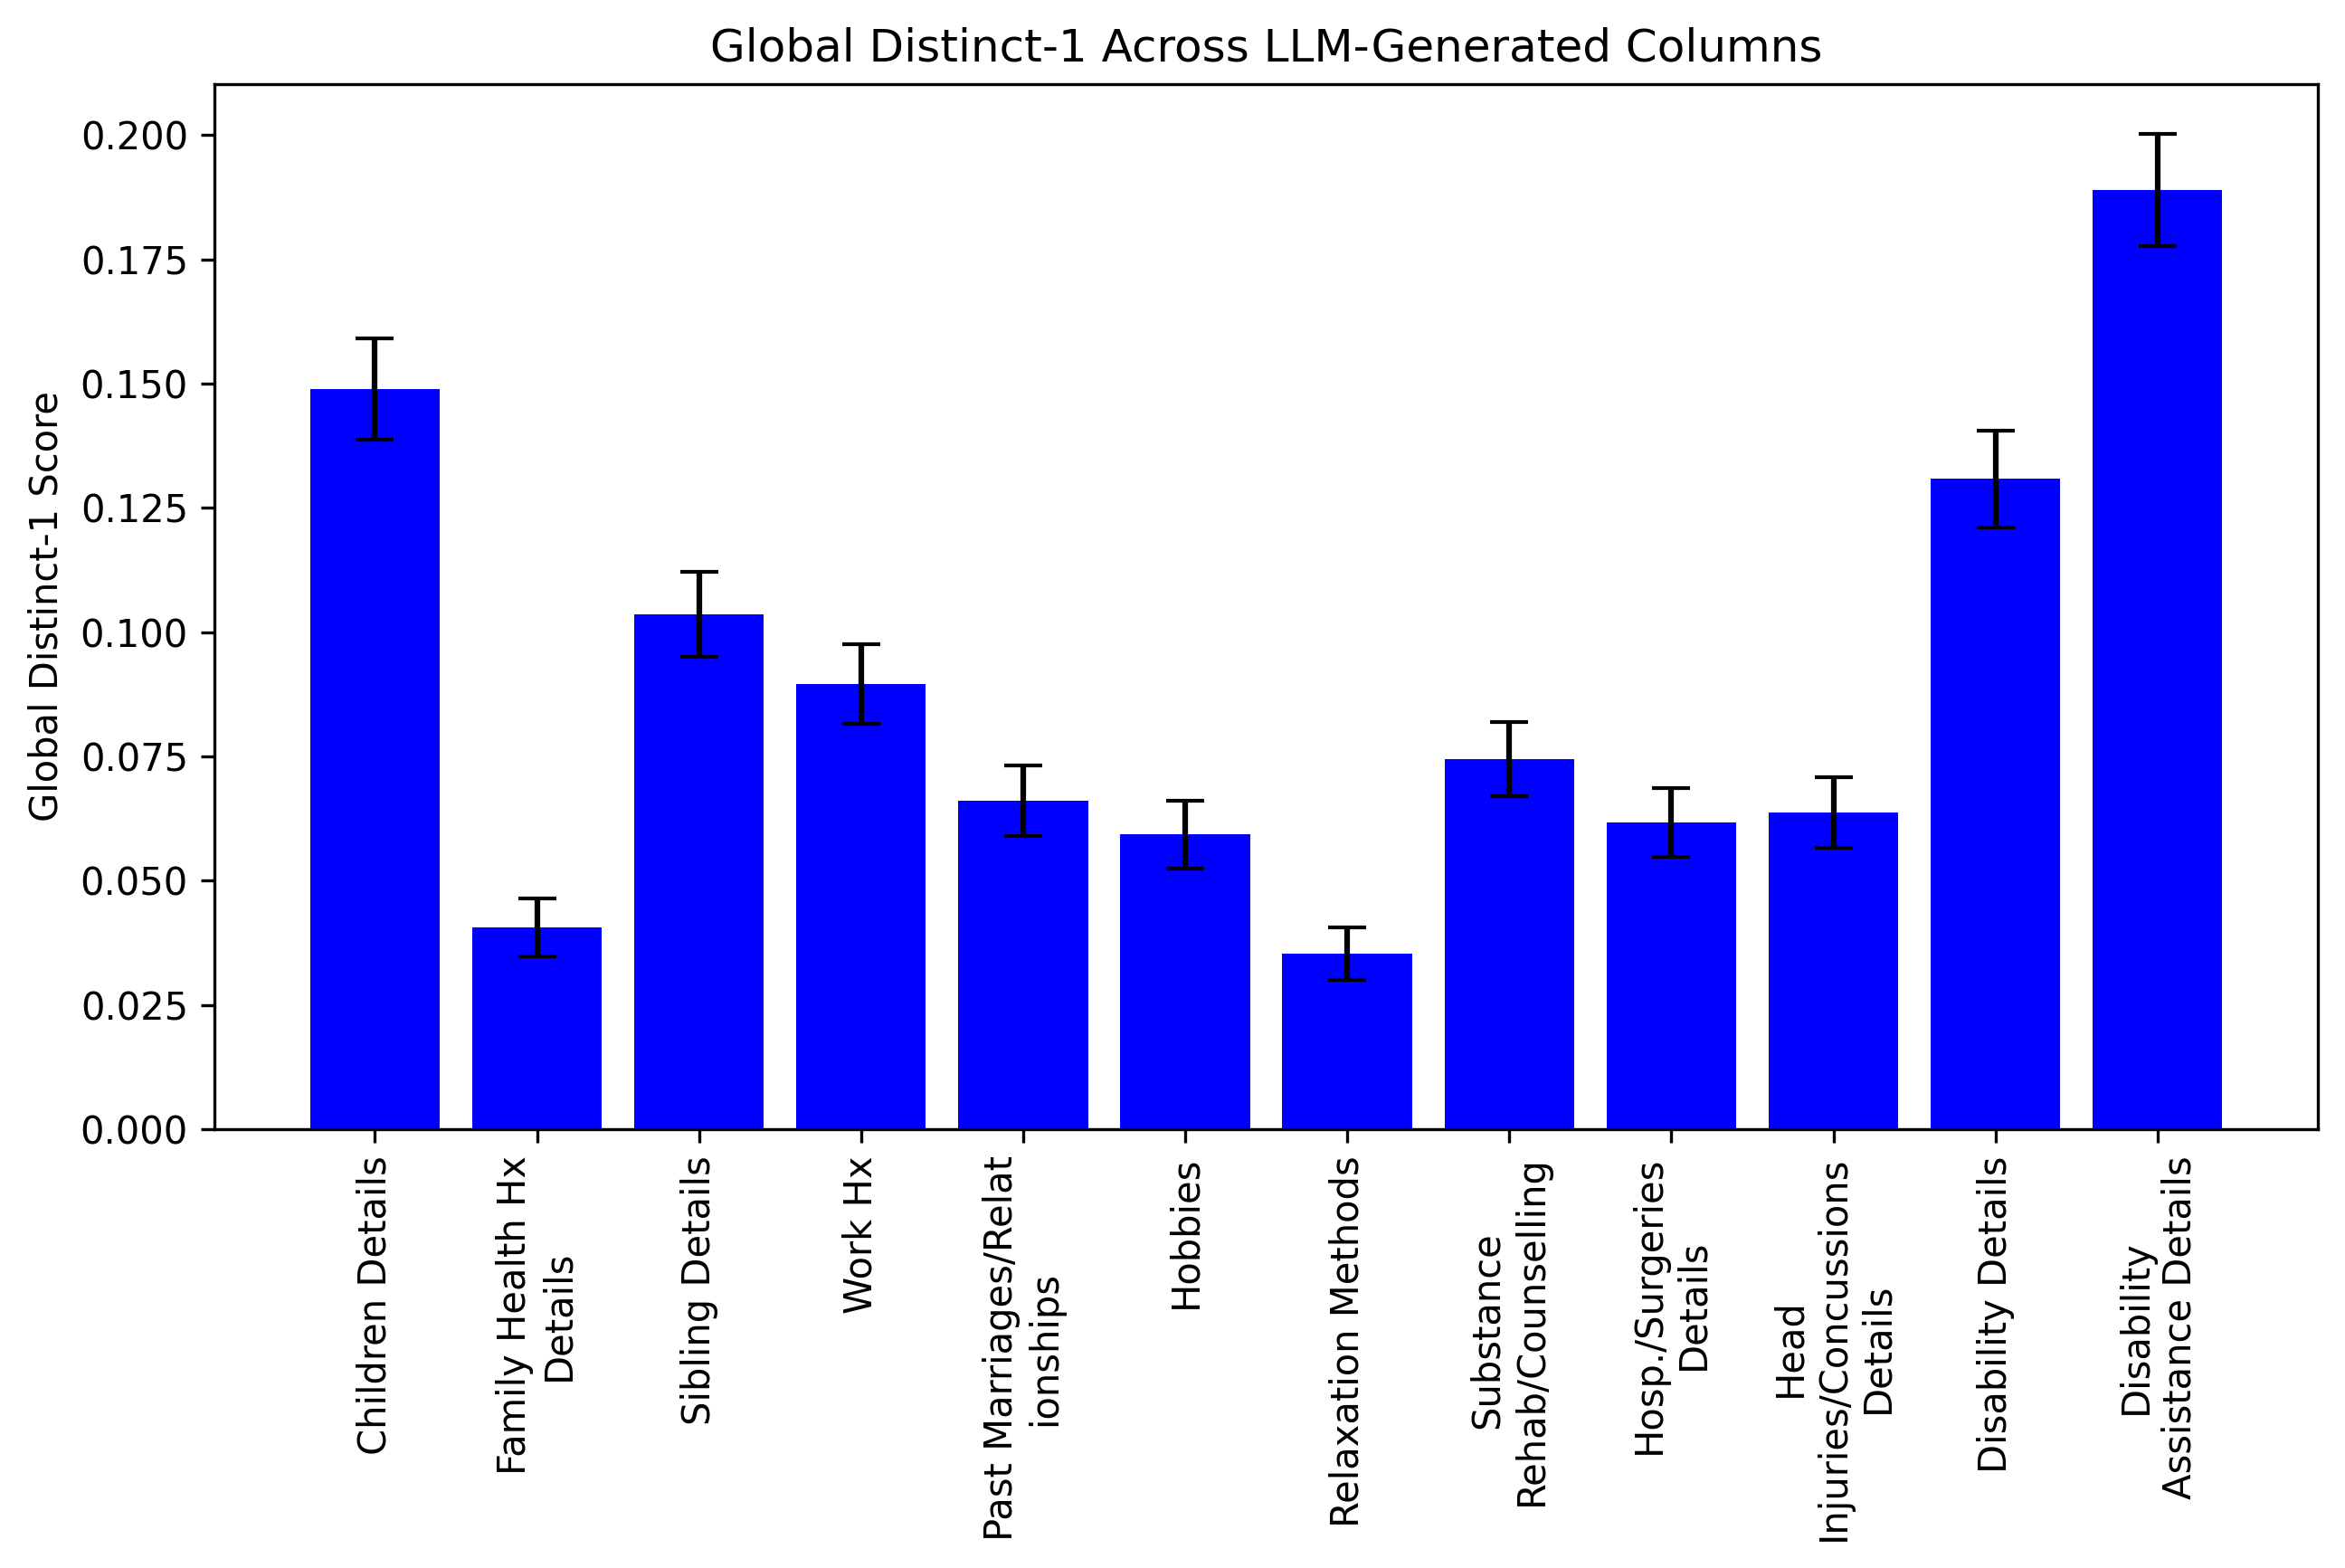 Global Distinct-1 Across LLM-Generated Columns
Global Distinct-1 Score
0.200
0.175
0.150
0.125
0.100
0.075
0.050
0.025
0.000
Children Details
Family Health Hx
Details
Sibling Details
Work Hx
Past Marriages/Relat
ionships
Hobbies
Relaxation Methods
Substance
Rehab/Counselling
Hosp./Surgeries
Details
Head
Injuries/Concussions
Details
Disability Details
Disability
Assistance Details